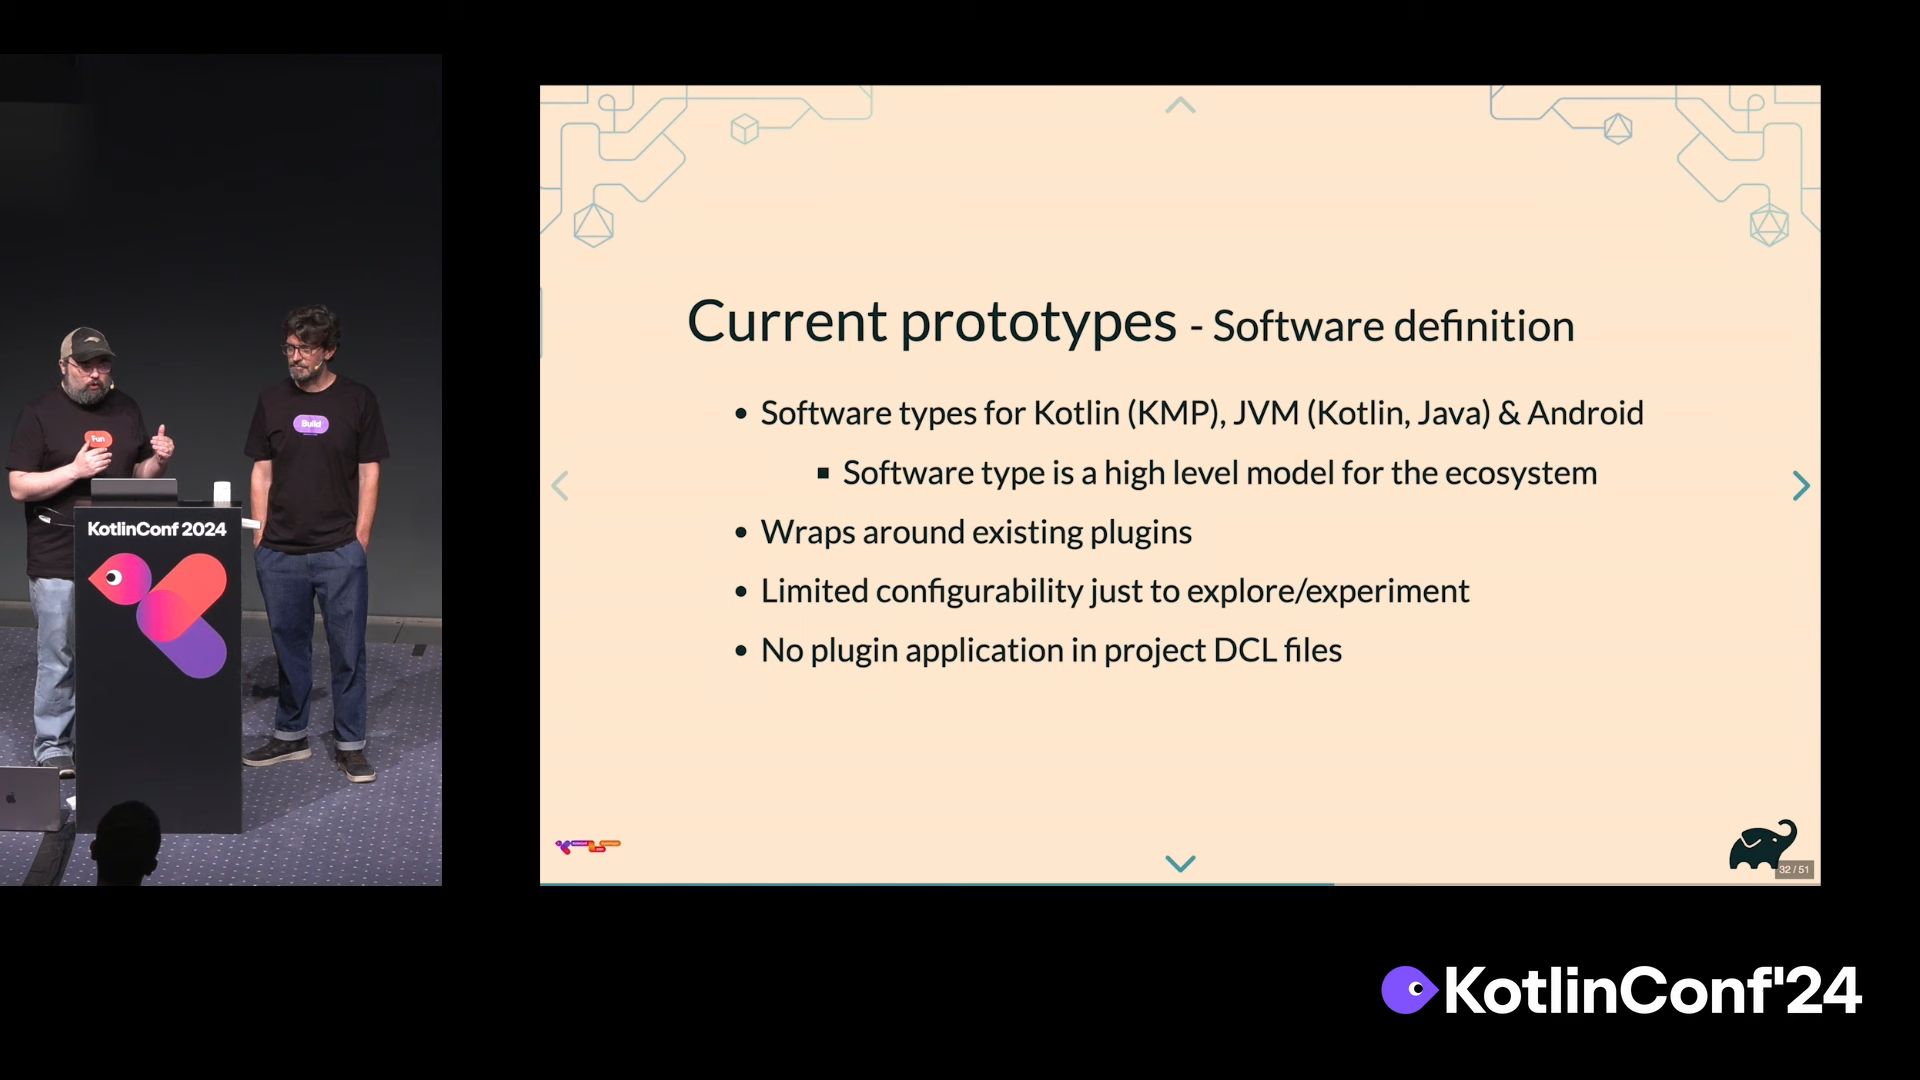 Fun
Build
KotlinConf 2024
Current prototypes - Software definition
• Software types for Kotlin (KMP), JVM (Kotlin, Java) & Android
▪ Software type is a high level model for the ecosystem
• Wraps around existing plugins
• Limited configurability just to explore/experiment
• No plugin application in project DCL files
32 / 51
KotlinConf'24